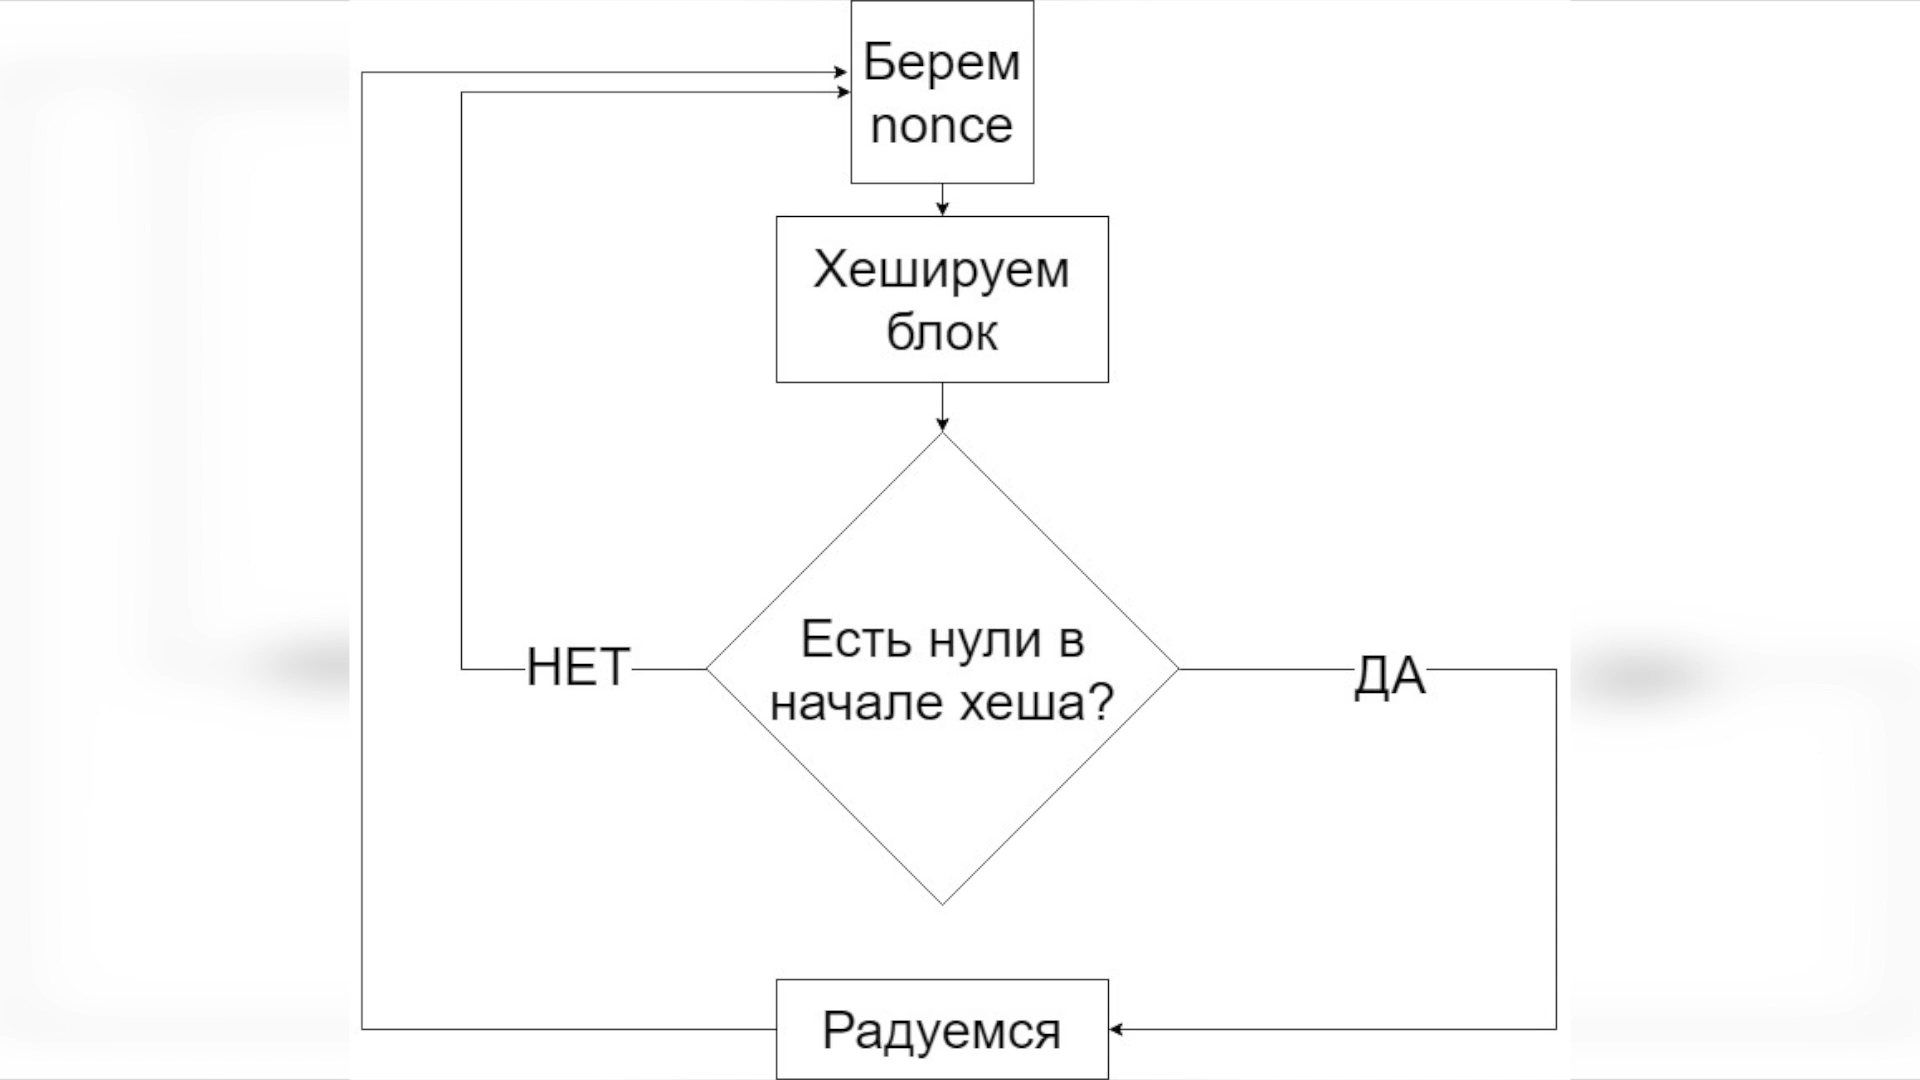 Берем
nonce
Хешируем
блок
Есть нули в
начале хеша?
НЕТ
ДА
Радуемся